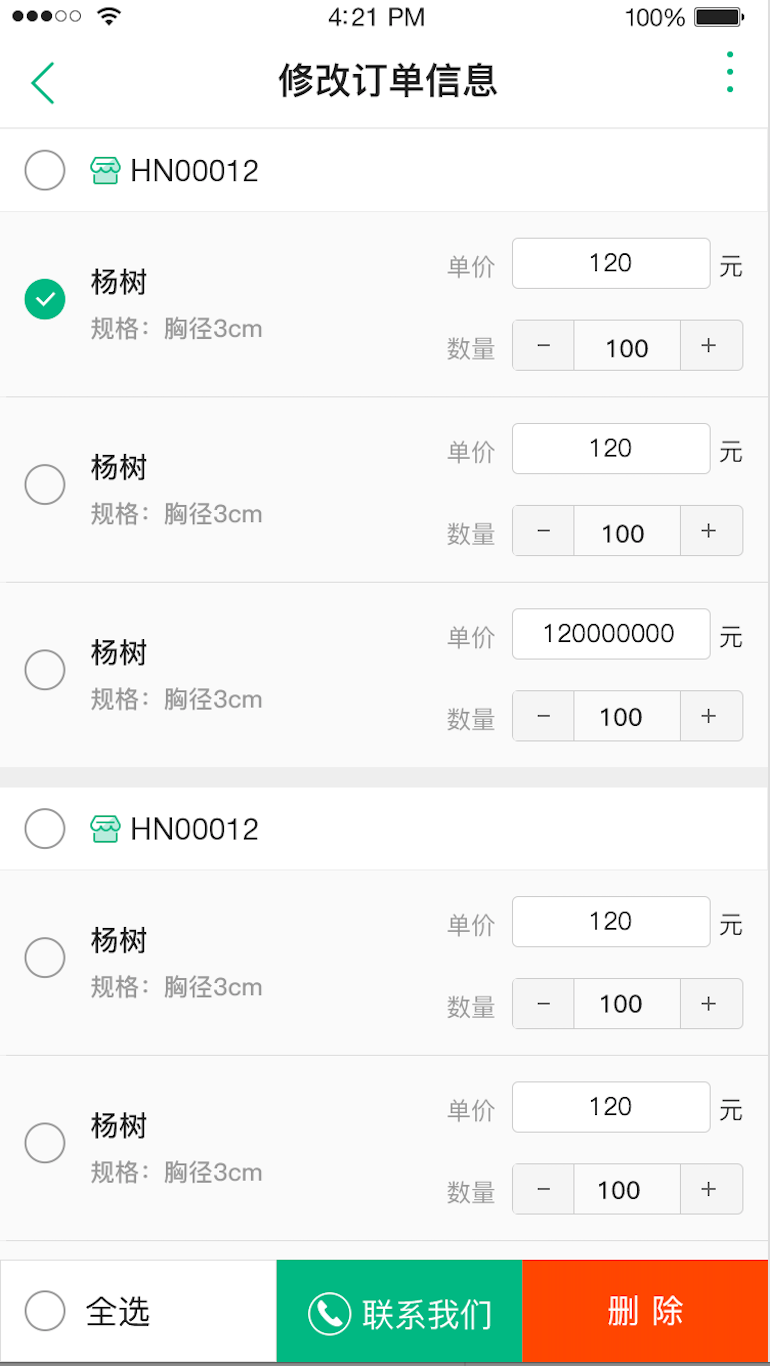 4:21 PM 100%
修改订单信息
HN00012
杨树
规格：胸径3cm
单价 120 元
数量 − 100 +
杨树
规格：胸径3cm
单价 120 元
数量 − 100 +
杨树
规格：胸径3cm
单价 120000000 元
数量 − 100 +
HN00012
杨树
规格：胸径3cm
单价 120 元
数量 − 100 +
杨树
规格：胸径3cm
单价 120 元
数量 − 100 +
全选 联系我们 删 除